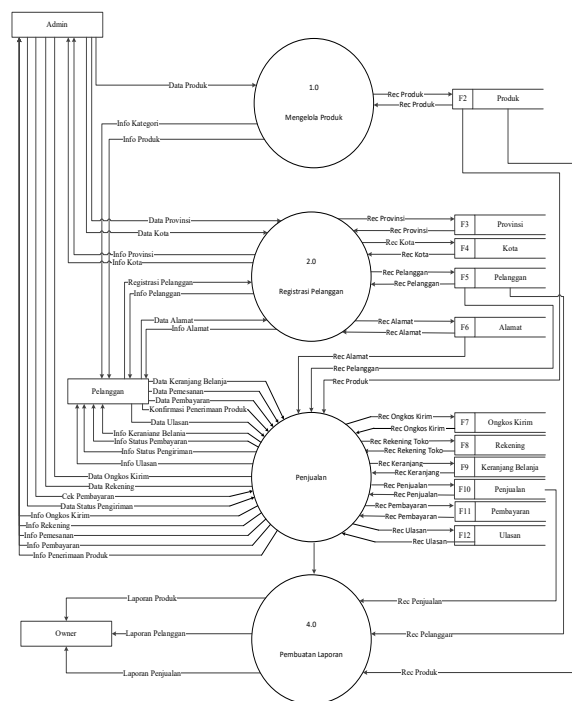 Admin
Data Produk
1.0
Mengelola Produk
Rec Produk
Rec Produk
F2 Produk
Info Kategori
Info Produk
Data Provinsi
Data Kota
Info Provinsi
Info Kota
Registrasi Pelanggan
Info Pelanggan
Data Alamat
Info Alamat
2.0
Registrasi Pelanggan
Rec Provinsi
Rec Provinsi
F3 Provinsi
Rec Kota
Rec Kota
F4 Kota
Rec Pelanggan
Rec Pelanggan
F5 Pelanggan
Rec Alamat
Rec Alamat
F6 Alamat
Rec Alamat
Rec Pelanggan
Rec Produk
Pelanggan
Data Keranjang Belanja
Data Pemesanan
Data Pembayaran
Konfirmasi Penerimaan Produk
Data Ulasan
Info Keranjang Belanja
Info Status Pembayaran
Info Status Pengiriman
Info Ulasan
Data Ongkos Kirim
Data Rekening
Cek Pembayaran
Data Status Pengiriman
Info Ongkos Kirim
Info Rekening
Info Pemesanan
Info Pembayaran
Info Penerimaan Produk
Penjualan
Rec Ongkos Kirim
Rec Ongkos Kirim
F7 Ongkos Kirim
Rec Rekening Toko
Rec Rekening Toko
F8 Rekening
Rec Keranjang
Rec Keranjang
F9 Keranjang Belanja
Rec Penjualan
Rec Penjualan
F10 Penjualan
Rec Pembayaran
Rec Pembayaran
F11 Pembayaran
Rec Ulasan
Rec Ulasan
F12 Ulasan
Owner
Laporan Produk
Laporan Pelanggan
Laporan Penjualan
4.0
Pembuatan Laporan
Rec Penjualan
Rec Pelanggan
Rec Produk